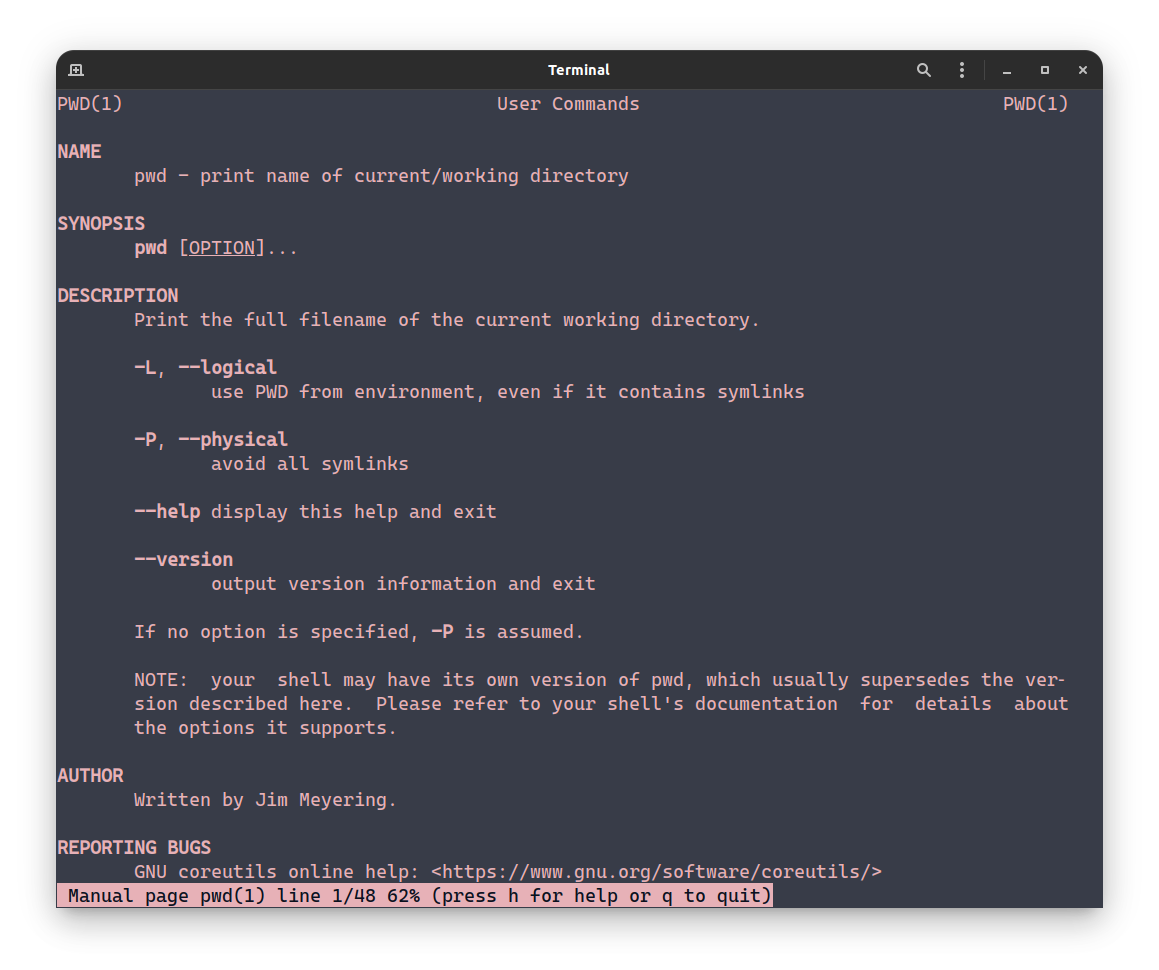 Terminal
PWD(1) User Commands PWD(1)
NAME
pwd - print name of current/working directory
SYNOPSIS
pwd [OPTION]...
DESCRIPTION
Print the full filename of the current working directory.
-L, --logical
use PWD from environment, even if it contains symlinks
-P, --physical
avoid all symlinks
--help display this help and exit
--version
output version information and exit
If no option is specified, -P is assumed.
NOTE:  your  shell may have its own version of pwd, which usually supersedes the ver-
sion described here.  Please refer to your shell's documentation  for  details  about
the options it supports.
AUTHOR
Written by Jim Meyering.
REPORTING BUGS
GNU coreutils online help: <https://www.gnu.org/software/coreutils/>
Manual page pwd(1) line 1/48 62% (press h for help or q to quit)